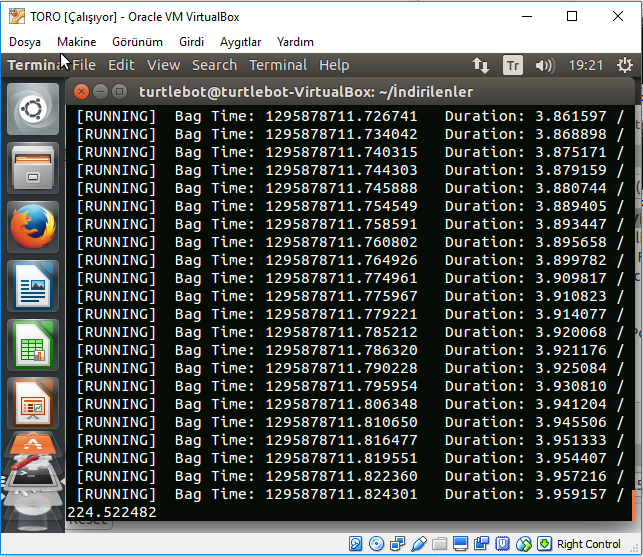 TORO [Çalışıyor] - Oracle VM VirtualBox
Dosya Makine Görünüm Girdi Aygıtlar Yardım
Termina File Edit View Search Terminal Help Tr 19:21
turtlebot@turtlebot-VirtualBox: ~/İndirilenler
[RUNNING] Bag Time: 1295878711.726741 Duration: 3.861597 /
[RUNNING] Bag Time: 1295878711.734042 Duration: 3.868898 /
[RUNNING] Bag Time: 1295878711.740315 Duration: 3.875171 /
[RUNNING] Bag Time: 1295878711.744303 Duration: 3.879159 /
[RUNNING] Bag Time: 1295878711.745888 Duration: 3.880744 /
[RUNNING] Bag Time: 1295878711.754549 Duration: 3.889405 /
[RUNNING] Bag Time: 1295878711.758591 Duration: 3.893447 /
[RUNNING] Bag Time: 1295878711.760802 Duration: 3.895658 /
[RUNNING] Bag Time: 1295878711.764926 Duration: 3.899782 /
[RUNNING] Bag Time: 1295878711.774961 Duration: 3.909817 /
[RUNNING] Bag Time: 1295878711.775967 Duration: 3.910823 /
[RUNNING] Bag Time: 1295878711.779221 Duration: 3.914077 /
[RUNNING] Bag Time: 1295878711.785212 Duration: 3.920068 /
[RUNNING] Bag Time: 1295878711.786320 Duration: 3.921176 /
[RUNNING] Bag Time: 1295878711.790228 Duration: 3.925084 /
[RUNNING] Bag Time: 1295878711.795954 Duration: 3.930810 /
[RUNNING] Bag Time: 1295878711.806348 Duration: 3.941204 /
[RUNNING] Bag Time: 1295878711.810650 Duration: 3.945506 /
[RUNNING] Bag Time: 1295878711.816477 Duration: 3.951333 /
[RUNNING] Bag Time: 1295878711.819551 Duration: 3.954407 /
[RUNNING] Bag Time: 1295878711.822360 Duration: 3.957216 /
[RUNNING] Bag Time: 1295878711.824301 Duration: 3.959157 /
224.522482
Reset
Right Control